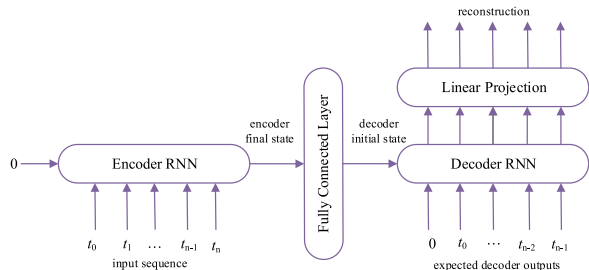 reconstruction
Linear Projection
encoder
final state
Fully Connected Layer
decoder
initial state
0
Encoder RNN
Decoder RNN
t0 t1 … tn-1 tn
input sequence
0 t0 … tn-2 tn-1
expected decoder outputs